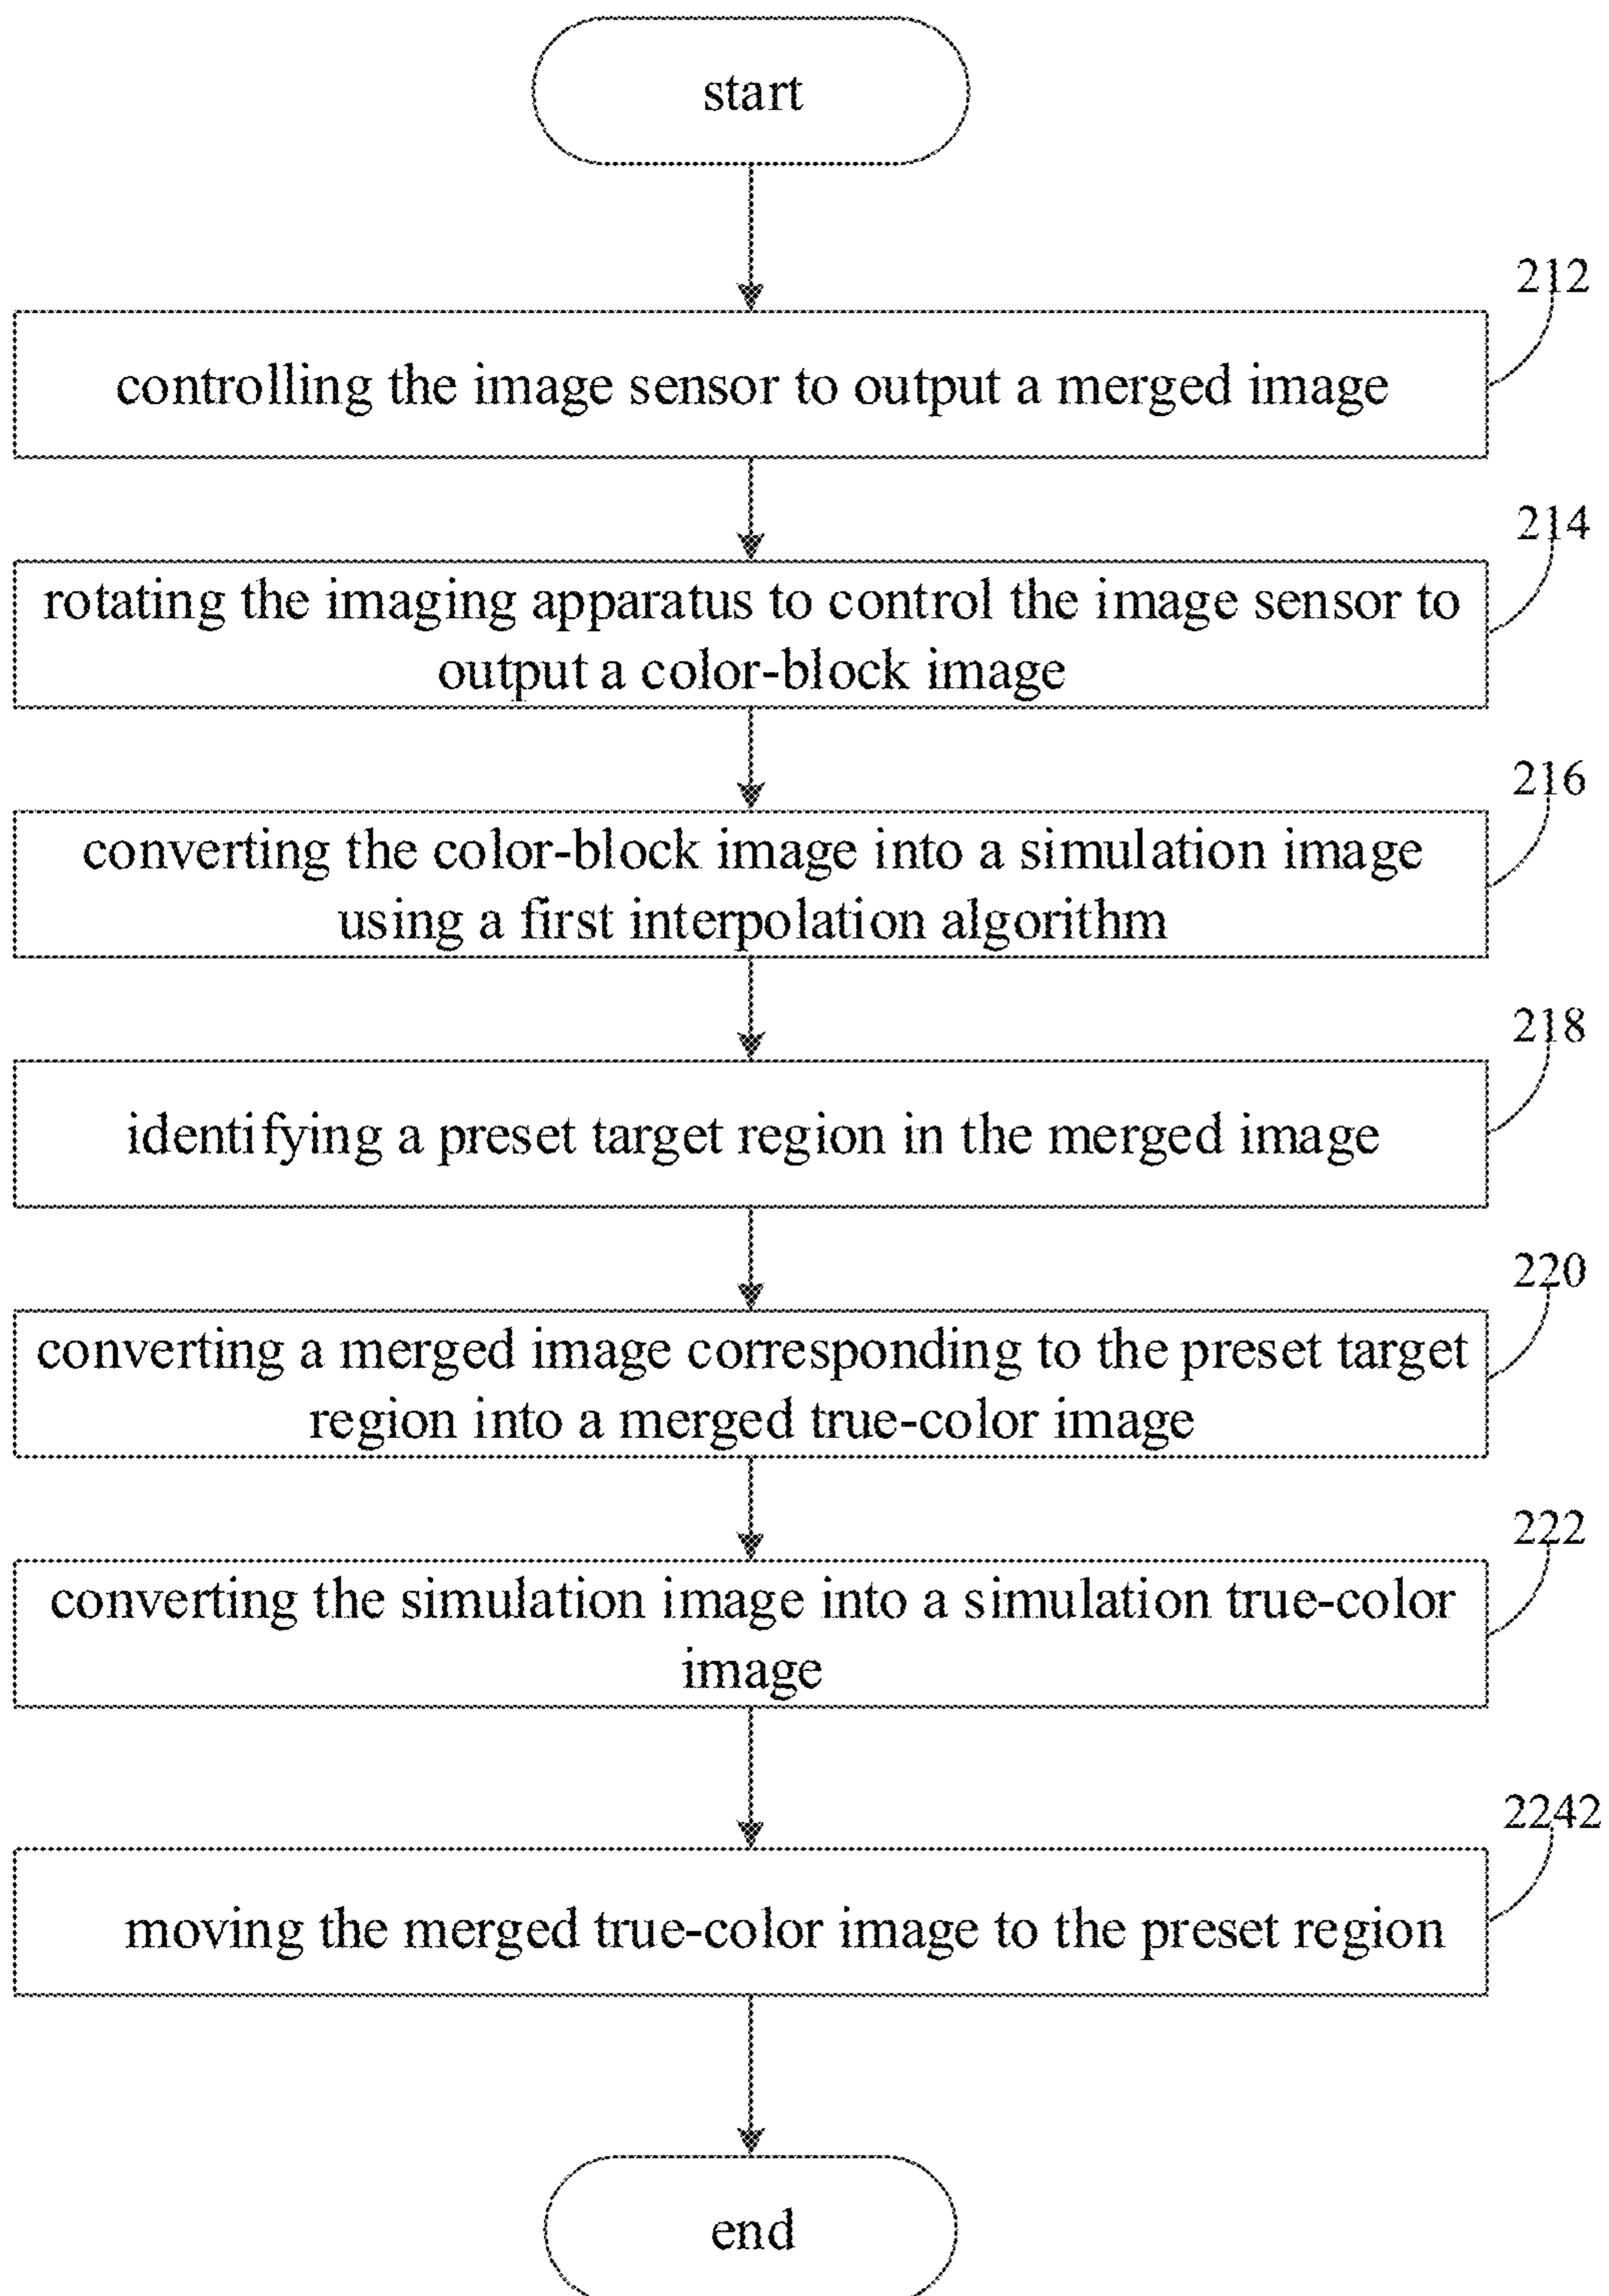 start
212
controlling the image sensor to output a merged image
214
rotating the imaging apparatus to control the image sensor to
output a color-block image
216
converting the color-block image into a simulation image
using a first interpolation algorithm
218
identifying a preset target region in the merged image
220
converting a merged image corresponding to the preset target
region into a merged true-color image
222
converting the simulation image into a simulation true-color
image
2242
moving the merged true-color image to the preset region
end